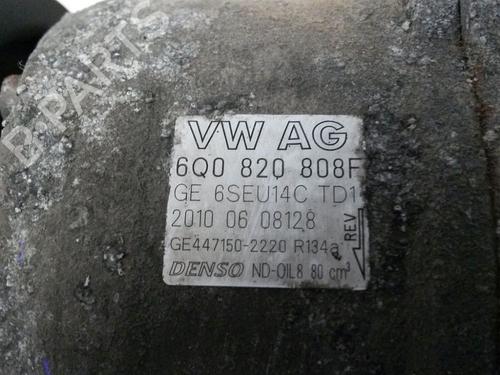 B-PARTS
VW AG
6Q0 820 808F
GE 6SEU14C TD1
2010 06 08128
GE447150-2220 R134a
REV
DENSO ND-OIL8 80 cm³